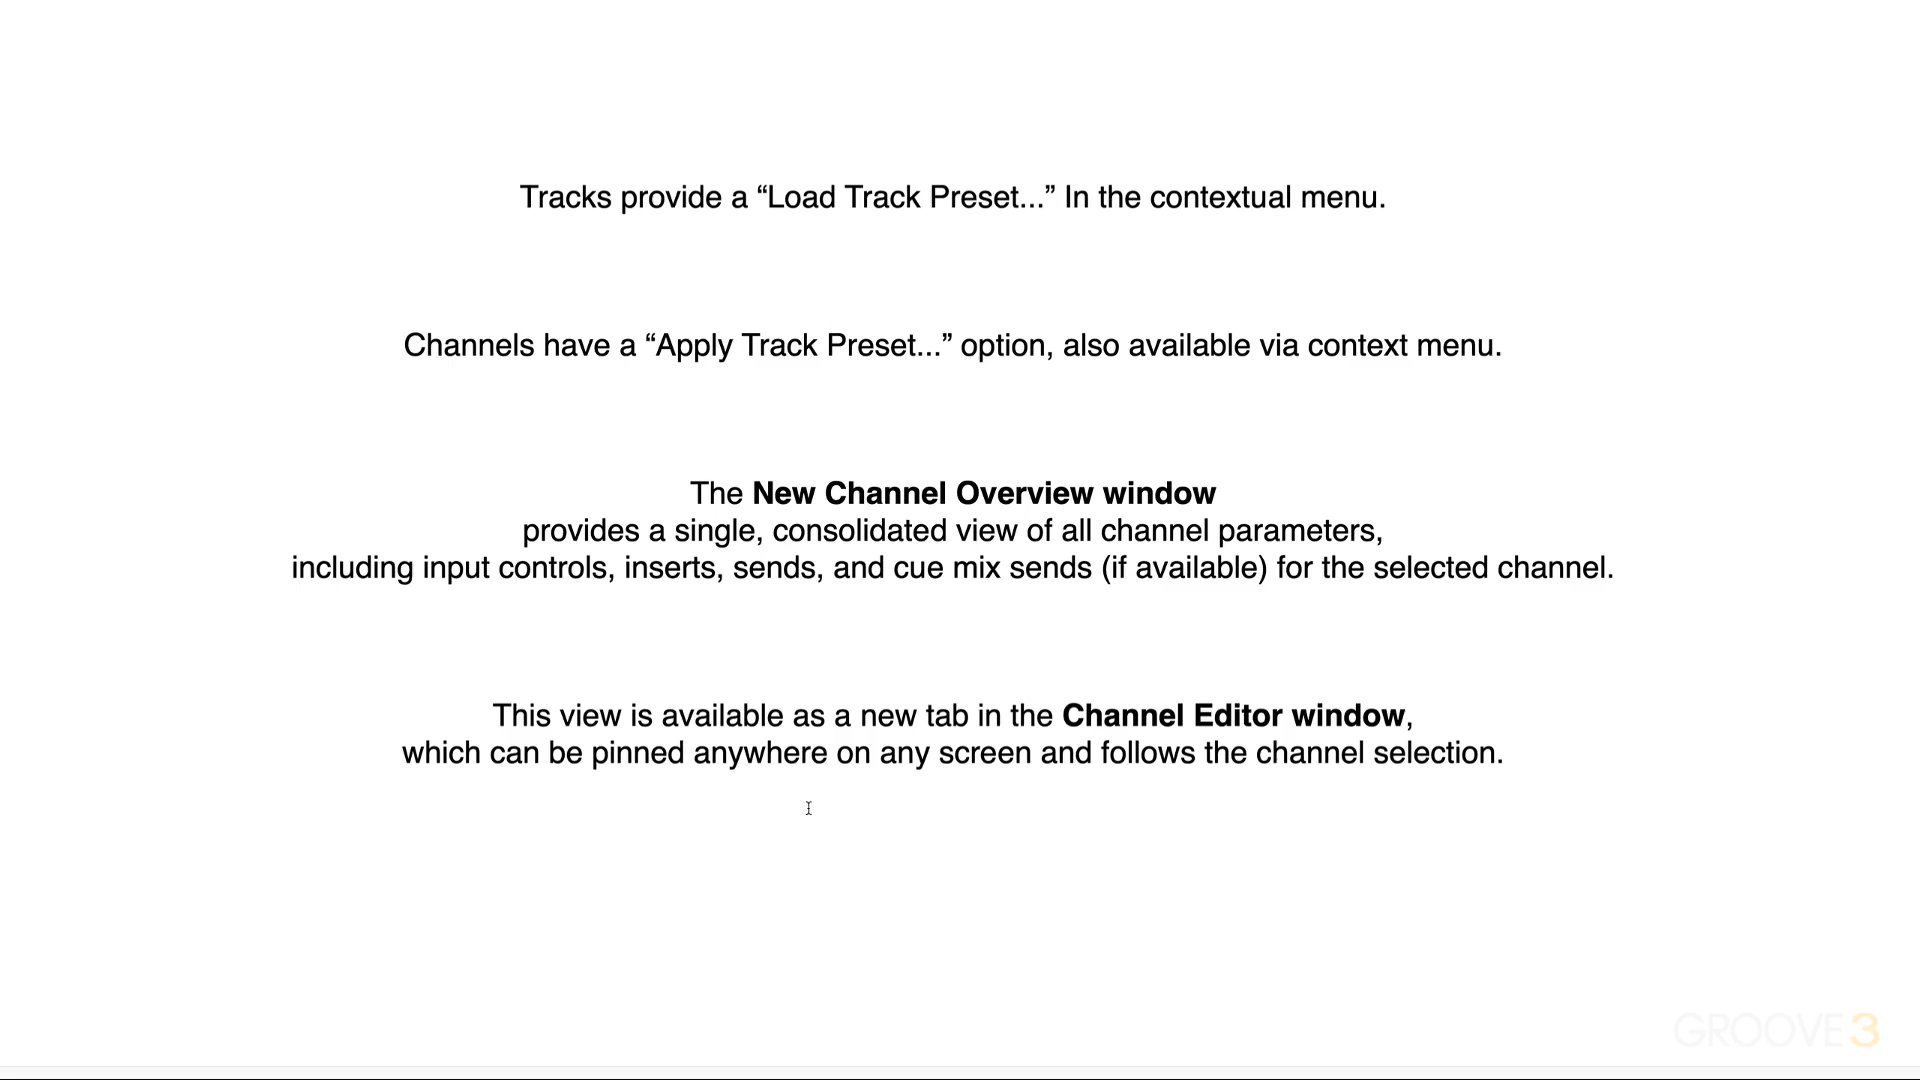 Tracks provide a “Load Track Preset...” In the contextual menu.
Channels have a “Apply Track Preset...” option, also available via context menu.
The New Channel Overview window
provides a single, consolidated view of all channel parameters,
including input controls, inserts, sends, and cue mix sends (if available) for the selected channel.
This view is available as a new tab in the Channel Editor window,
which can be pinned anywhere on any screen and follows the channel selection.
GROOVE3